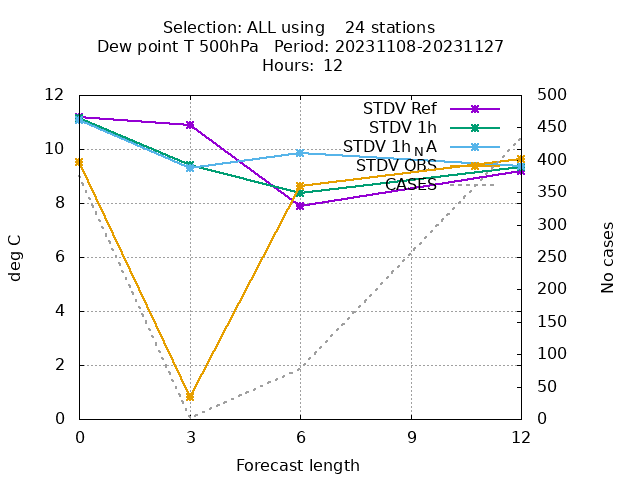 Selection: ALL using    24 stations
Dew point T 500hPa   Period: 20231108-20231127
Hours: 12
12 500
STDV Ref
450
STDV 1h
10 STDV 1h_NA 400
STDV OBS
CASES 350
8 300
6 250
4 200
150
2 100
50
0 0
0 3 6 9 12
deg C
No cases
Forecast length